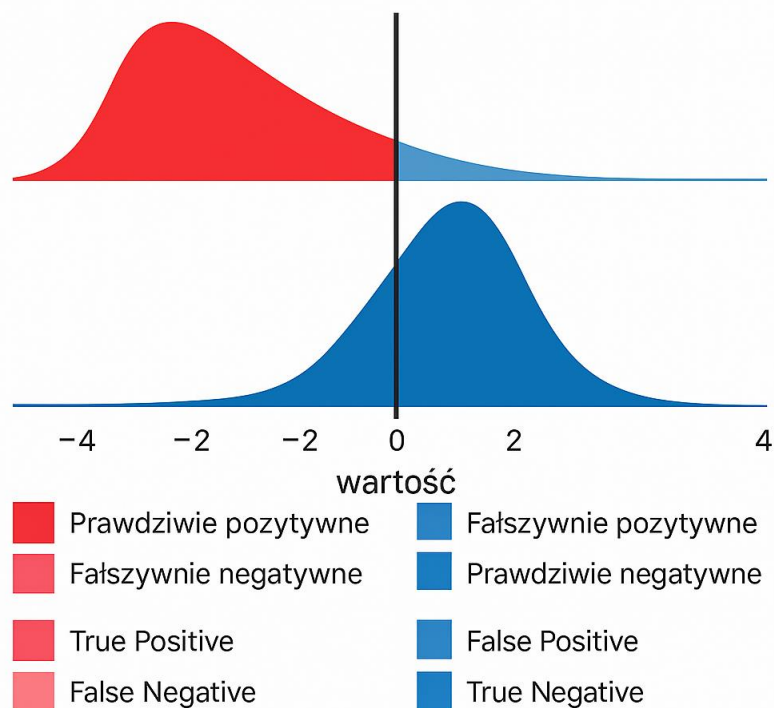 −4 −2 −2 0 2 4
wartość
Prawdziwie pozytywne
Fałszywnie pozytywne
Fałszywnie negatywne
Prawdziwie negatywne
True Positive
False Positive
False Negative
True Negative